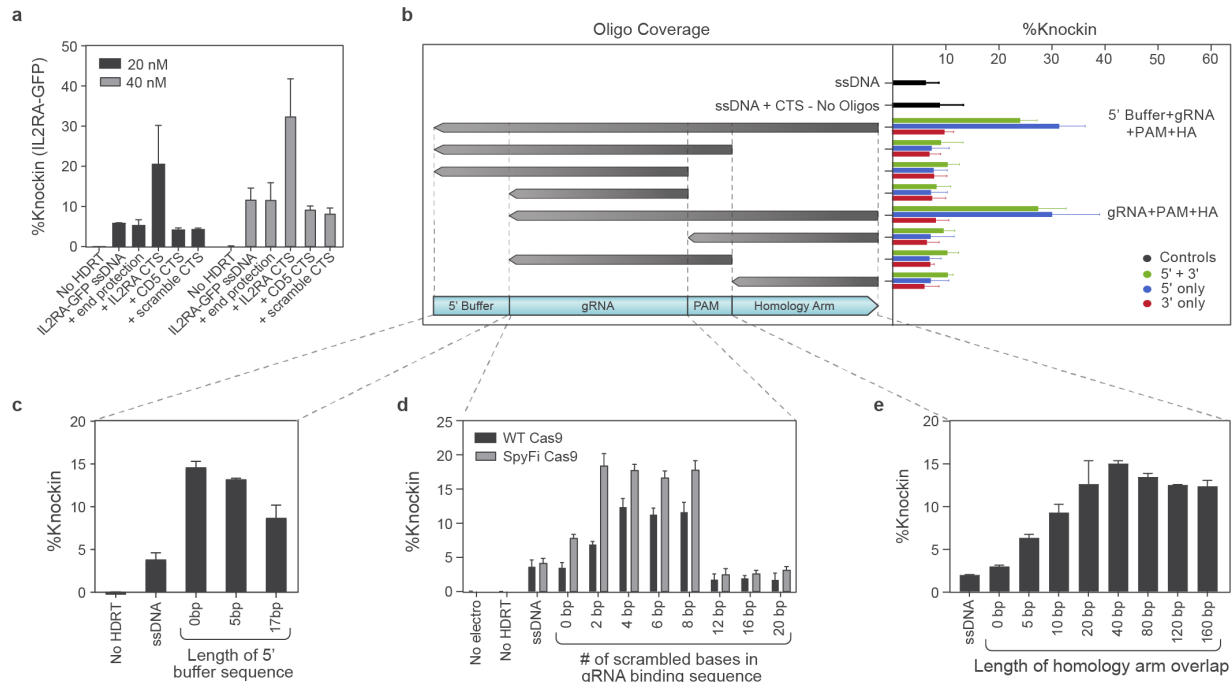 a
%Knockin (IL2RA-GFP)
50
40
30
20
10
0
20 nM
40 nM
No HDRT
IL2RA-GFP ssDNA
+ end protection
+ IL2RA CTS
+ CD5 CTS
+ scramble CTS
No HDRT
IL2RA-GFP ssDNA
+ end protection
+ IL2RA CTS
+ CD5 CTS
+ scramble CTS
b
Oligo Coverage
%Knockin
0 10 20 30 40 50 60
ssDNA
ssDNA + CTS - No Oligos
5' Buffer+gRNA
+PAM+HA
gRNA+PAM+HA
Controls
5' + 3'
5' only
3' only
5' Buffer gRNA PAM Homology Arm
c
%Knockin
20
15
10
5
0
No HDRT
ssDNA
0bp
5bp
17bp
Length of 5’
buffer sequence
d
%Knockin
25
20
15
10
5
0
WT Cas9
SpyFi Cas9
No electro
No HDRT
ssDNA
0 bp
2 bp
4 bp
6 bp
8 bp
12 bp
16 bp
20 bp
# of scrambled bases in
gRNA binding sequence
e
%Knockin
20
15
10
5
0
ssDNA
0 bp
5 bp
10 bp
20 bp
40 bp
80 bp
120 bp
160 bp
Length of homology arm overlap